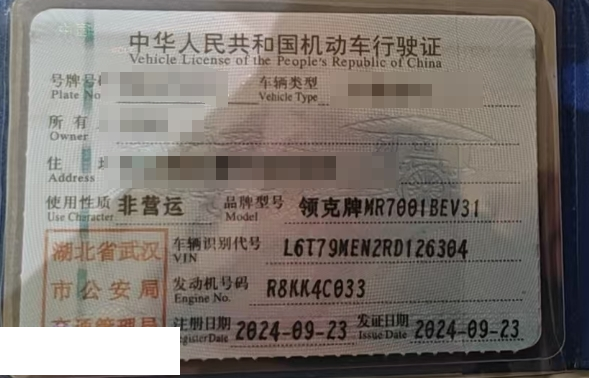 中华人民共和国机动车行驶证
Vehicle License of the People's Republic of China
号牌号 车辆类型
Plate No Vehicle Type
所有人
Owner
住 址
Address
使用性质 非营运 品牌型号 领克牌MR7001BEV31
Use Character Model
湖北省武汉 车辆识别代号 L6T79MEN2RD126304
VIN
市公安局 发动机号码 R8KK4C033
Engine No.
交通管理局 注册日期 2024-09-23 发证日期 2024-09-23
Register Date Issue Date